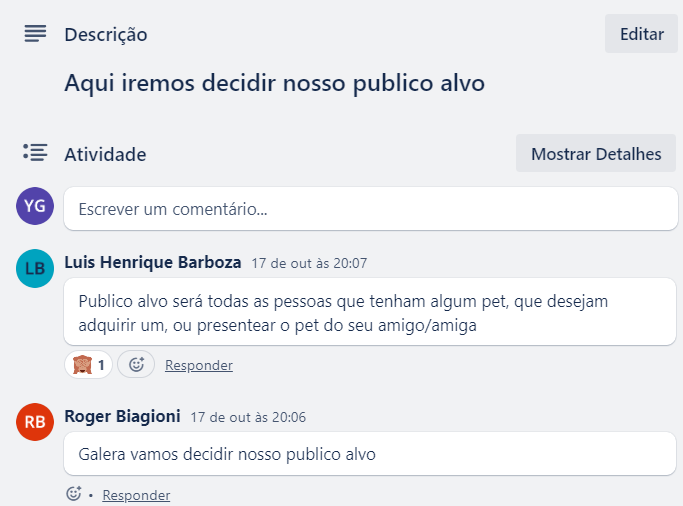 Descrição
Editar
Aqui iremos decidir nosso publico alvo
Atividade
Mostrar Detalhes
YG
Escrever um comentário...
LB
Luis Henrique Barboza 17 de out às 20:07
Publico alvo será todas as pessoas que tenham algum pet, que desejam
adquirir um, ou presentear o pet do seu amigo/amiga
1
Responder
RB
Roger Biagioni 17 de out às 20:06
Galera vamos decidir nosso publico alvo
• Responder